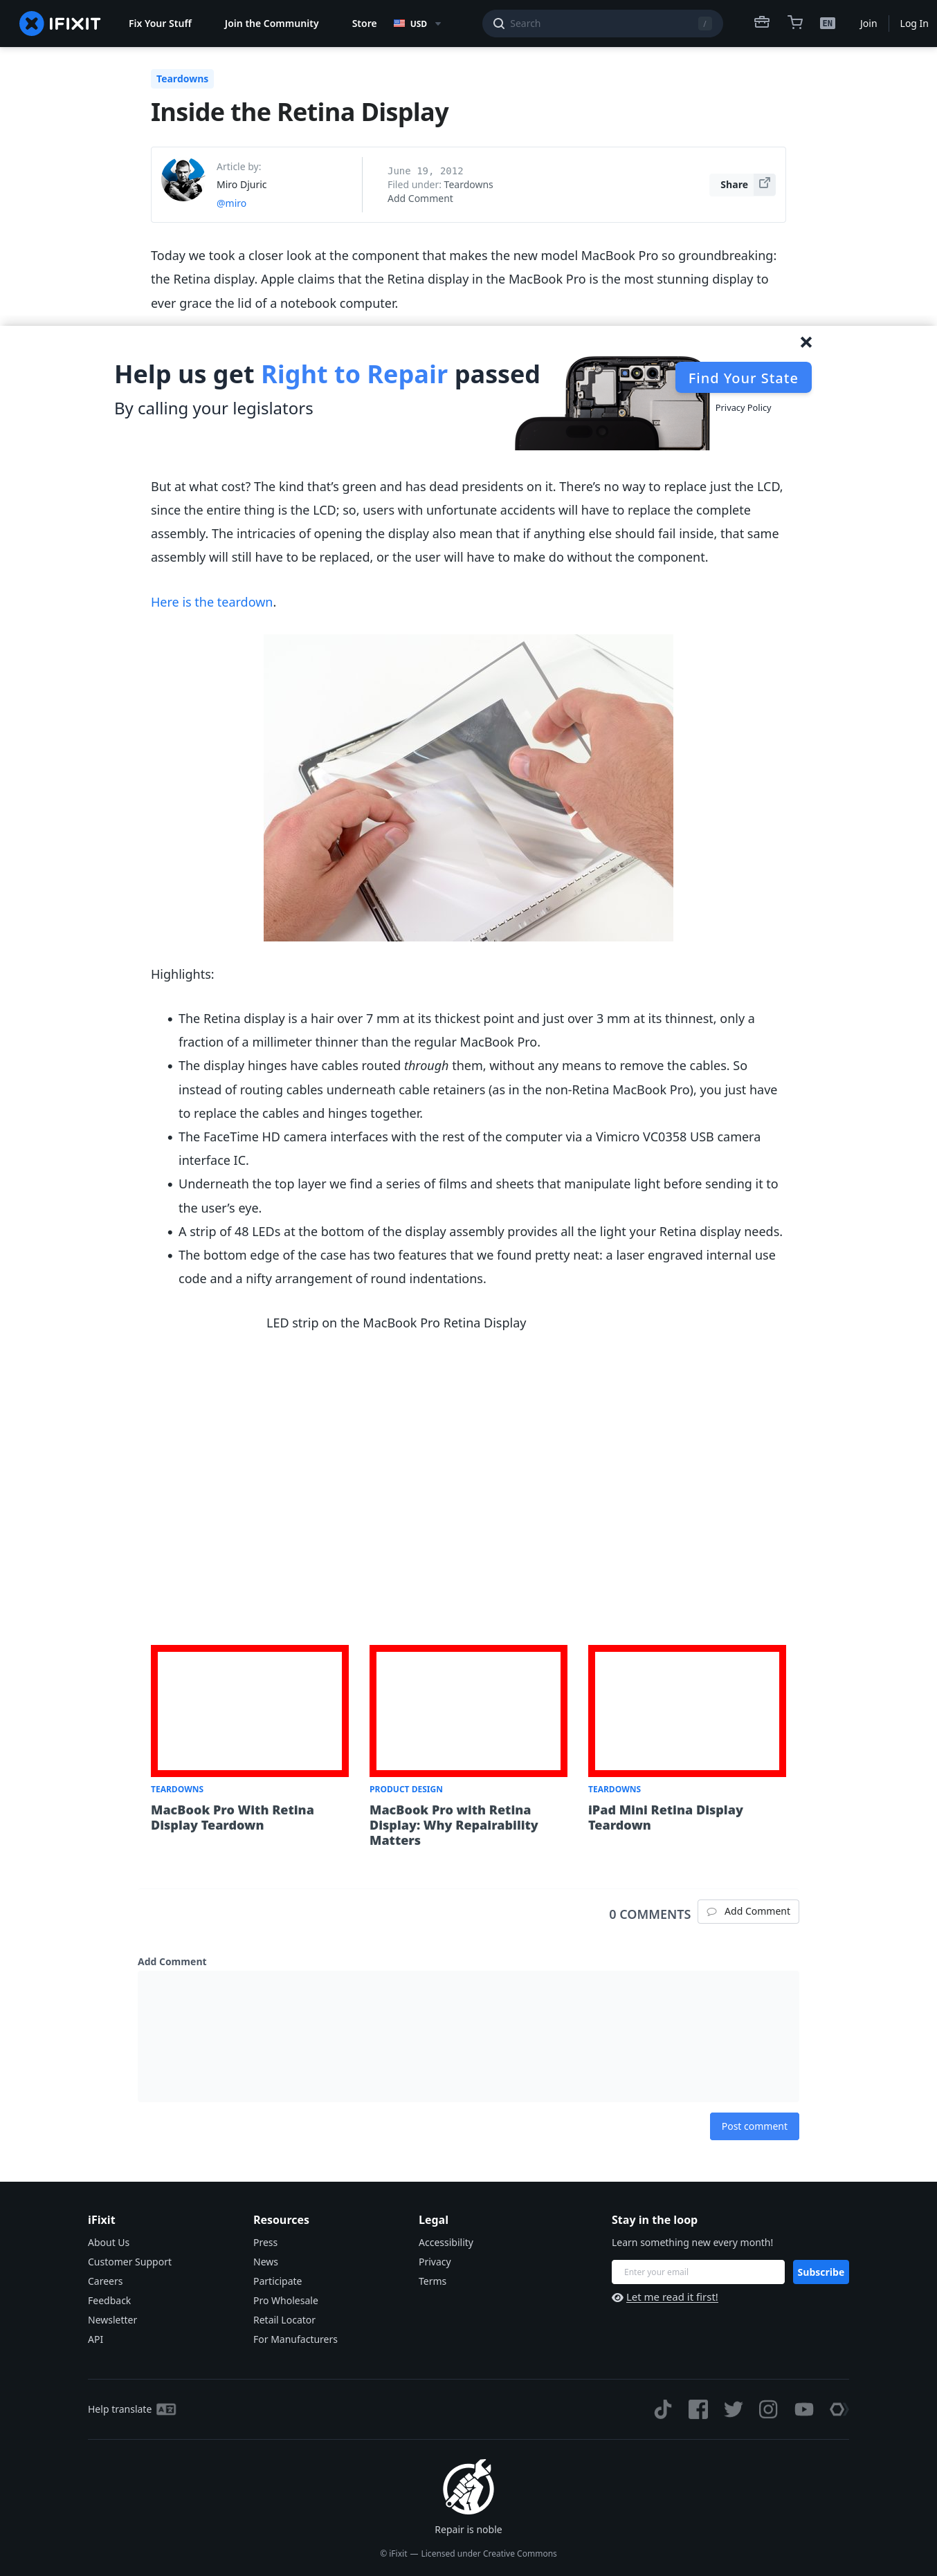 IFIXIT
Fix Your Stuff
Join the Community
Store
USD
Search
/
EN
Join
Log In
Teardowns
Inside the Retina Display
Article by:
Miro Djuric
@miro
June 19, 2012
Filed under: Teardowns
Add Comment
Share
Today we took a closer look at the component that makes the new model MacBook Pro so groundbreaking:
the Retina display. Apple claims that the Retina display in the MacBook Pro is the most stunning display to
ever grace the lid of a notebook computer.
Help us get Right to Repair passed
By calling your legislators
Find Your State
Privacy Policy
But at what cost? The kind that’s green and has dead presidents on it. There’s no way to replace just the LCD,
since the entire thing is the LCD; so, users with unfortunate accidents will have to replace the complete
assembly. The intricacies of opening the display also mean that if anything else should fail inside, that same
assembly will still have to be replaced, or the user will have to make do without the component.
Here is the teardown.
Highlights:
• The Retina display is a hair over 7 mm at its thickest point and just over 3 mm at its thinnest, only a
fraction of a millimeter thinner than the regular MacBook Pro.
• The display hinges have cables routed through them, without any means to remove the cables. So
instead of routing cables underneath cable retainers (as in the non-Retina MacBook Pro), you just have
to replace the cables and hinges together.
• The FaceTime HD camera interfaces with the rest of the computer via a Vimicro VC0358 USB camera
interface IC.
• Underneath the top layer we find a series of films and sheets that manipulate light before sending it to
the user’s eye.
• A strip of 48 LEDs at the bottom of the display assembly provides all the light your Retina display needs.
• The bottom edge of the case has two features that we found pretty neat: a laser engraved internal use
code and a nifty arrangement of round indentations.
LED strip on the MacBook Pro Retina Display
TEARDOWNS
MacBook Pro With Retina
Display Teardown
PRODUCT DESIGN
MacBook Pro with Retina
Display: Why Repairability
Matters
TEARDOWNS
iPad Mini Retina Display
Teardown
0 COMMENTS
Add Comment
Add Comment
Post comment
iFixit
About Us
Customer Support
Careers
Feedback
Newsletter
API
Resources
Press
News
Participate
Pro Wholesale
Retail Locator
For Manufacturers
Legal
Accessibility
Privacy
Terms
Stay in the loop
Learn something new every month!
Enter your email
Subscribe
Let me read it first!
Help translate
Repair is noble
© iFixit — Licensed under Creative Commons